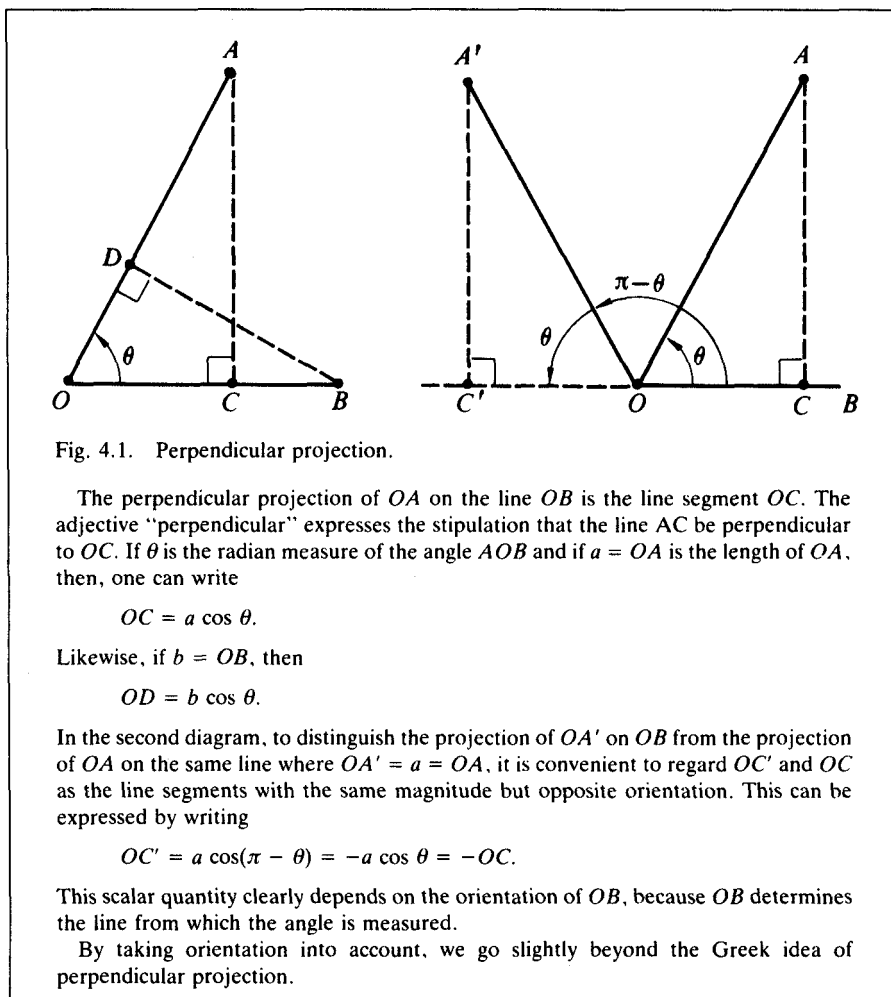 A
D
θ
O
C
B
A'
A
π−θ
θ
θ
C'
O
C
B
Fig. 4.1. Perpendicular projection.
The perpendicular projection of OA on the line OB is the line segment OC. The
adjective “perpendicular” expresses the stipulation that the line AC be perpendicular
to OC. If θ is the radian measure of the angle AOB and if a = OA is the length of OA,
then, one can write
OC = a cos θ.
Likewise, if b = OB, then
OD = b cos θ.
In the second diagram, to distinguish the projection of OA' on OB from the projection
of OA on the same line where OA' = a = OA, it is convenient to regard OC' and OC
as the line segments with the same magnitude but opposite orientation. This can be
expressed by writing
OC' = a cos(π − θ) = −a cos θ = −OC.
This scalar quantity clearly depends on the orientation of OB, because OB determines
the line from which the angle is measured.
By taking orientation into account, we go slightly beyond the Greek idea of
perpendicular projection.